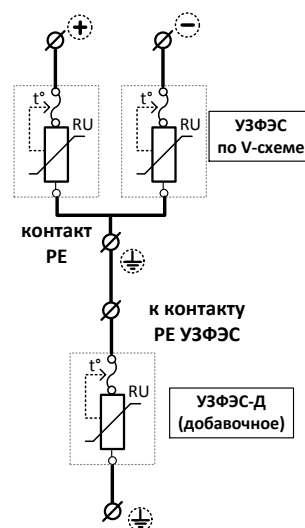 +
−
t°
RU
t°
RU
УЗФЭС
по V-схеме
контакт
PE
к контакту
PE УЗФЭС
t°
RU
УЗФЭС-Д
(добавочное)